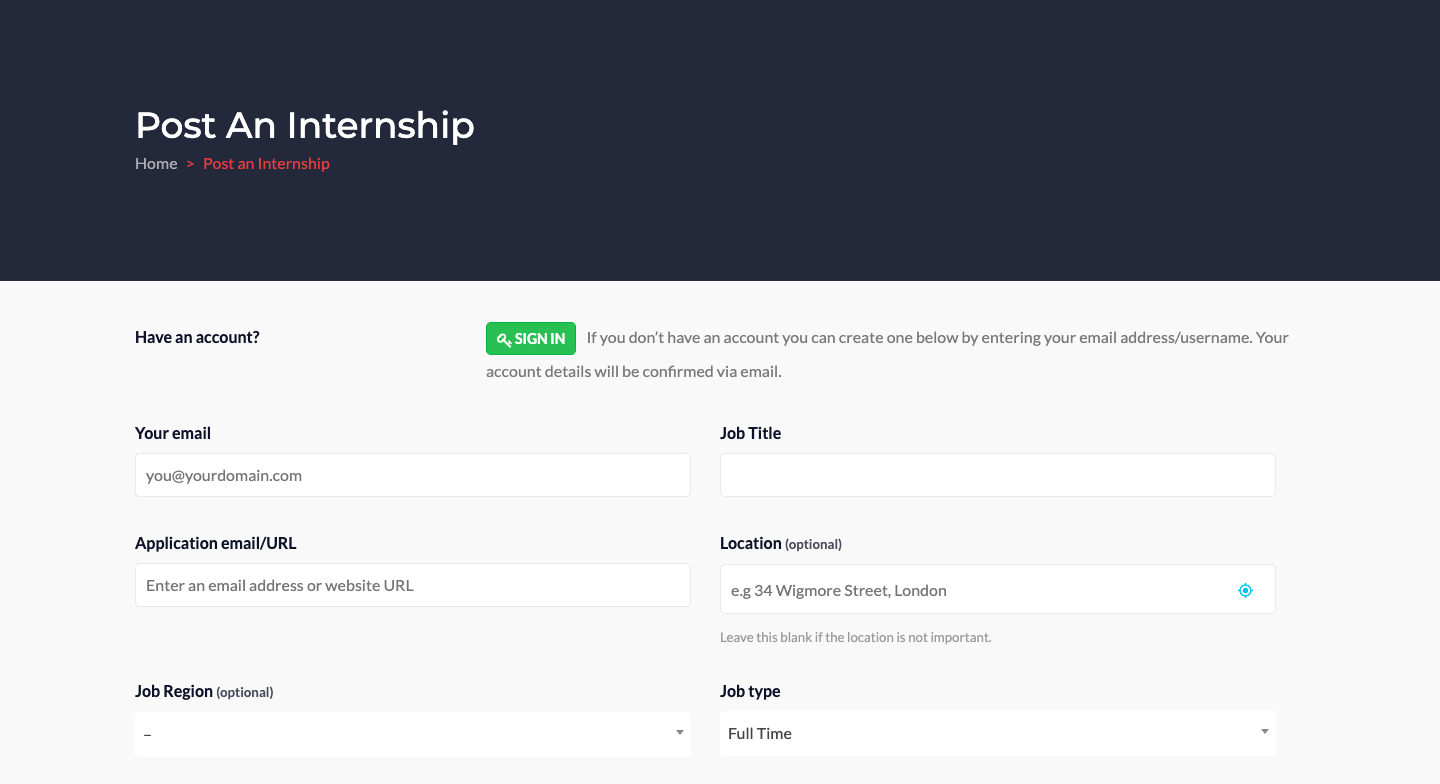 Post An Internship
Home > Post an Internship
Have an account?
SIGN IN If you don’t have an account you can create one below by entering your email address/username. Your
account details will be confirmed via email.
Your email
you@yourdomain.com
Job Title
Application email/URL
Enter an email address or website URL
Location (optional)
e.g 34 Wigmore Street, London
Leave this blank if the location is not important.
Job Region (optional)
–
Job type
Full Time